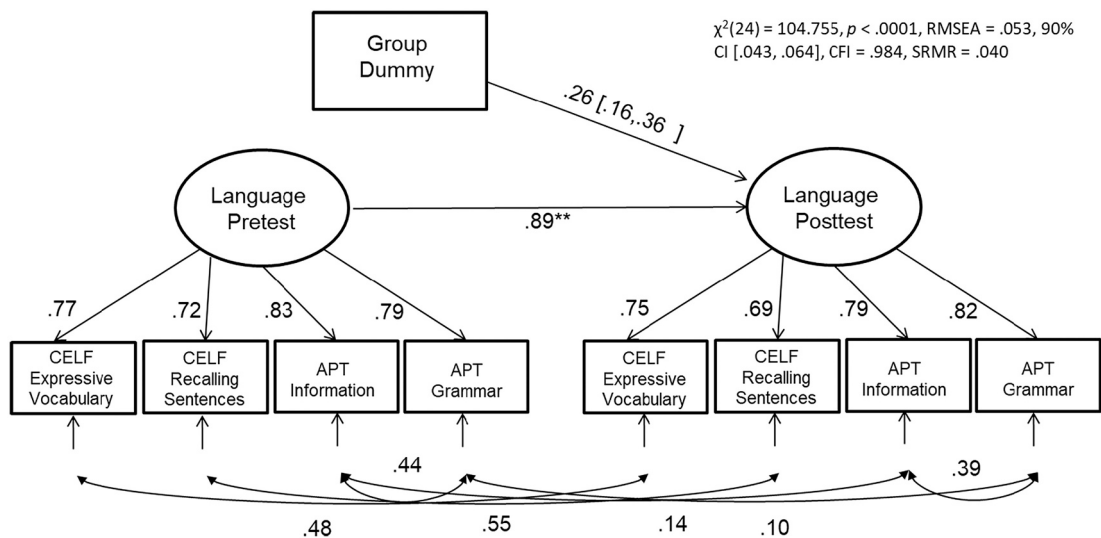 Group
Dummy
χ²(24) = 104.755, p < .0001, RMSEA = .053, 90%
CI [.043, .064], CFI = .984, SRMR = .040
.26 [.16,.36 ]
Language
Pretest
.89**
Language
Posttest
.77
.72
.83
.79
.75
.69
.79
.82
CELF
Expressive
Vocabulary
CELF
Recalling
Sentences
APT
Information
APT
Grammar
CELF
Expressive
Vocabulary
CELF
Recalling
Sentences
APT
Information
APT
Grammar
.44
.39
.48
.55
.14
.10